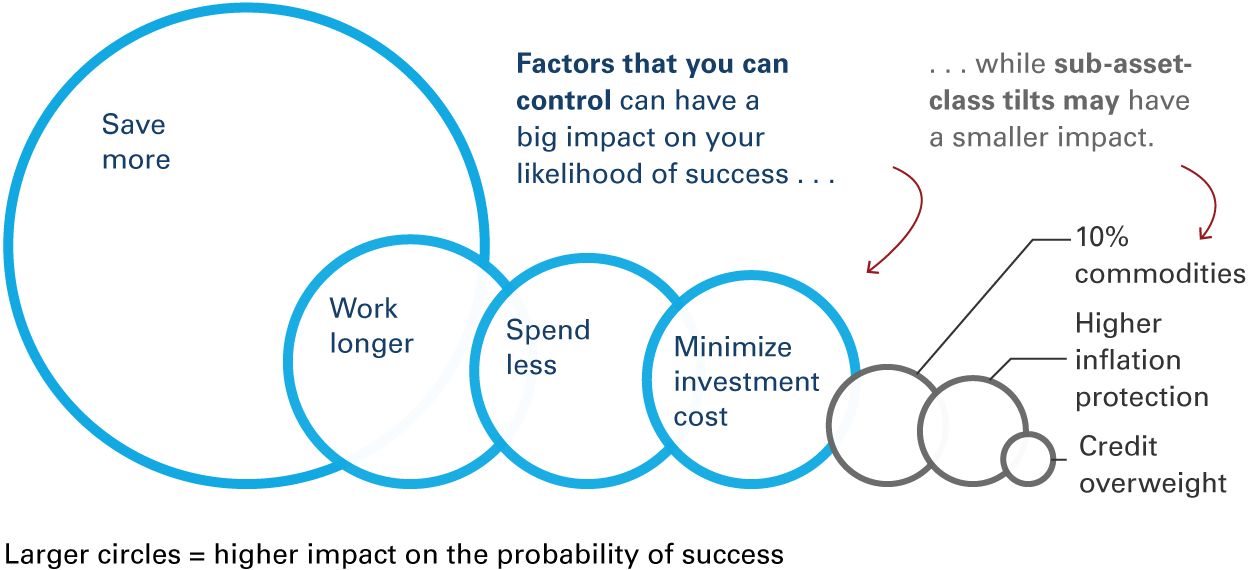 Save
more
Factors that you can
control can have a
big impact on your
likelihood of success . . .
. . . while sub-asset-
class tilts may have
a smaller impact.
Work
longer
Spend
less
Minimize
investment
cost
10%
commodities
Higher
inflation
protection
Credit
overweight
Larger circles = higher impact on the probability of success